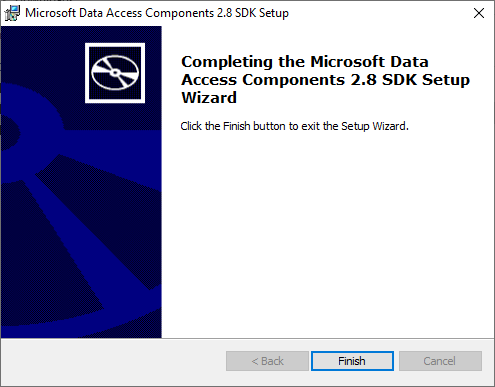 Microsoft Data Access Components 2.8 SDK Setup
Completing the Microsoft Data
Access Components 2.8 SDK Setup
Wizard
Click the Finish button to exit the Setup Wizard.
< Back
Finish
Cancel